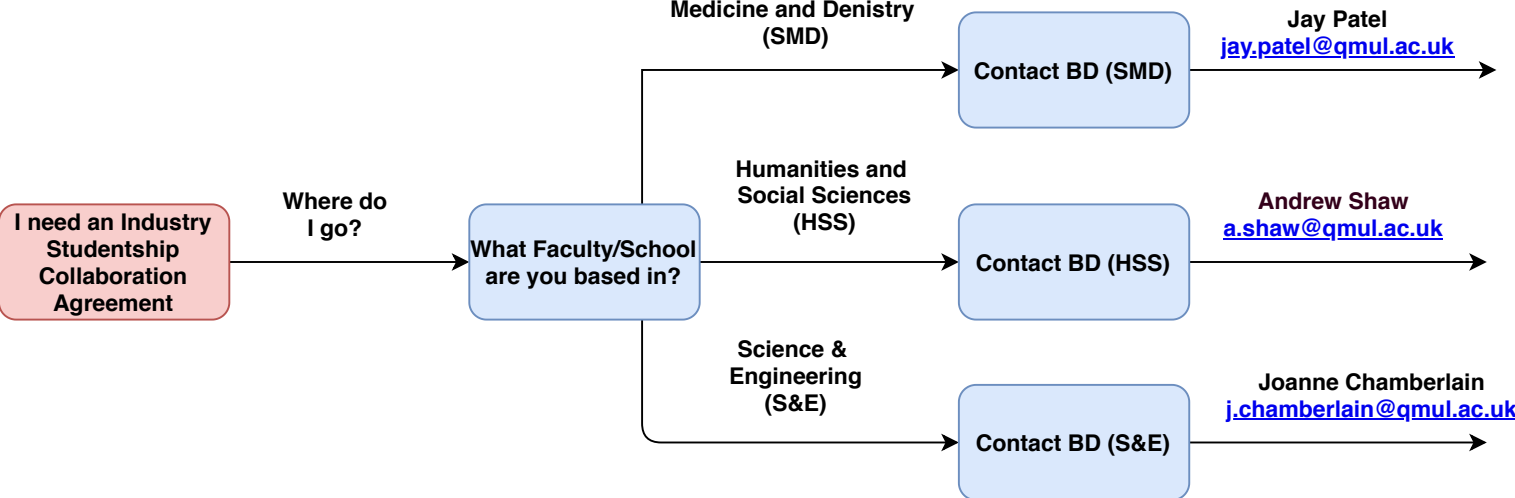 Medicine and Denistry
(SMD)
Jay Patel
jay.patel@qmul.ac.uk
Contact BD (SMD)
Humanities and
Social Sciences
(HSS)
Where do
I go?
I need an Industry
Studentship
Collaboration
Agreement
What Faculty/School
are you based in?
Andrew Shaw
a.shaw@qmul.ac.uk
Contact BD (HSS)
Science &
Engineering
(S&E)
Joanne Chamberlain
j.chamberlain@qmul.ac.uk
Contact BD (S&E)